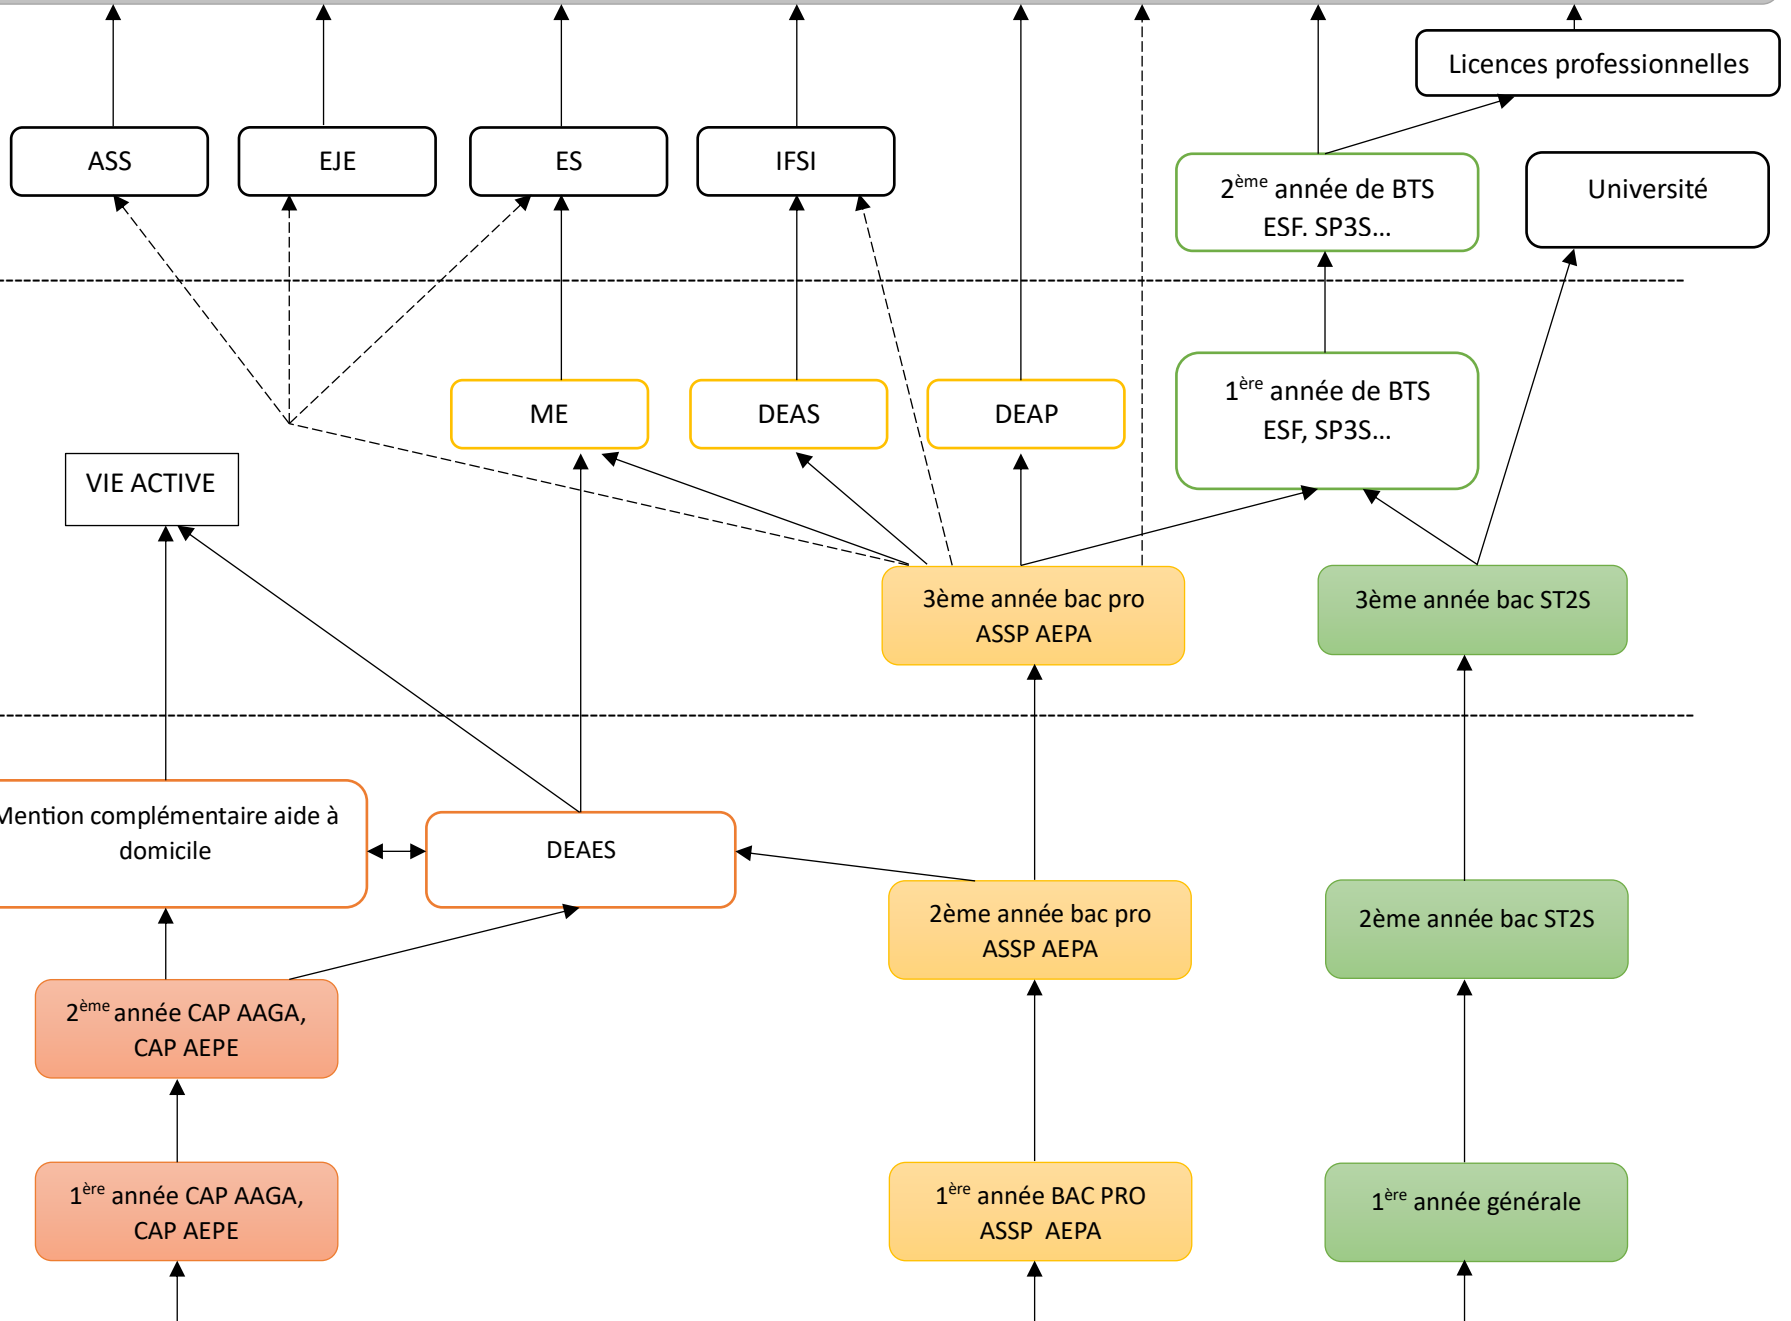 Licences professionnelles
ASS
EJE
ES
IFSI
2ème année de BTS
ESF. SP3S...
Université
ME
DEAS
DEAP
1ère année de BTS
ESF, SP3S...
VIE ACTIVE
3ème année bac pro
ASSP AEPA
3ème année bac ST2S
Mention complémentaire aide à
domicile
DEAES
2ème année bac pro
ASSP AEPA
2ème année bac ST2S
2ème année CAP AAGA,
CAP AEPE
1ère année CAP AAGA,
CAP AEPE
1ère année BAC PRO
ASSP AEPA
1ère année générale